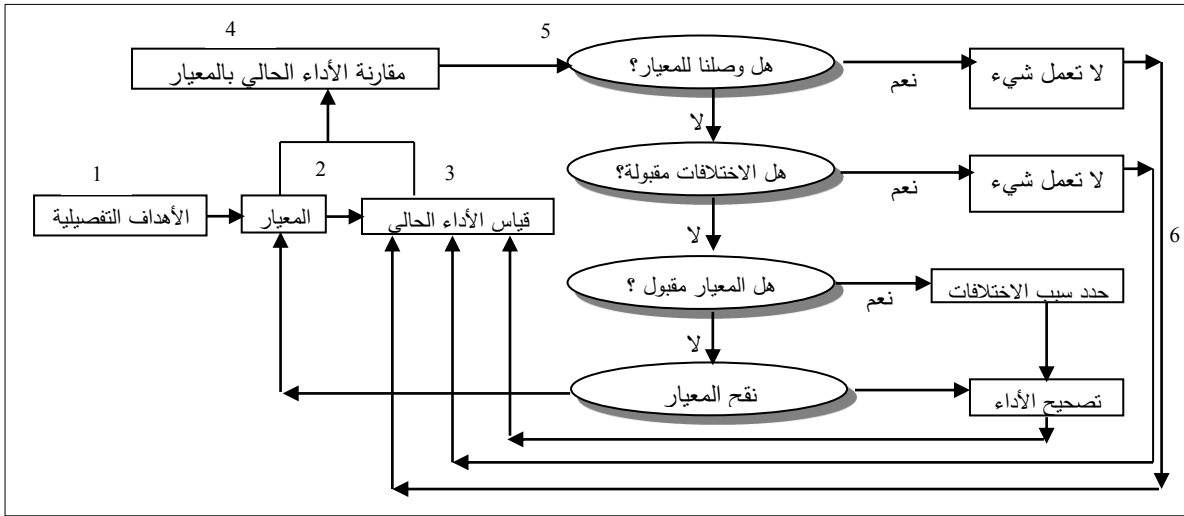 4
5
مقارنة الأداء الحالي بالمعيار
هل وصلنا للمعيار؟
نعم
لا تعمل شيء
لا
1
2
3
هل الاختلافات مقبولة؟
نعم
لا تعمل شيء
الأهداف التفصيلية
المعيار
قياس الأداء الحالي
لا
6
هل المعيار مقبول ؟
نعم
حدد سبب الاختلافات
لا
نقح المعيار
تصحيح الأداء